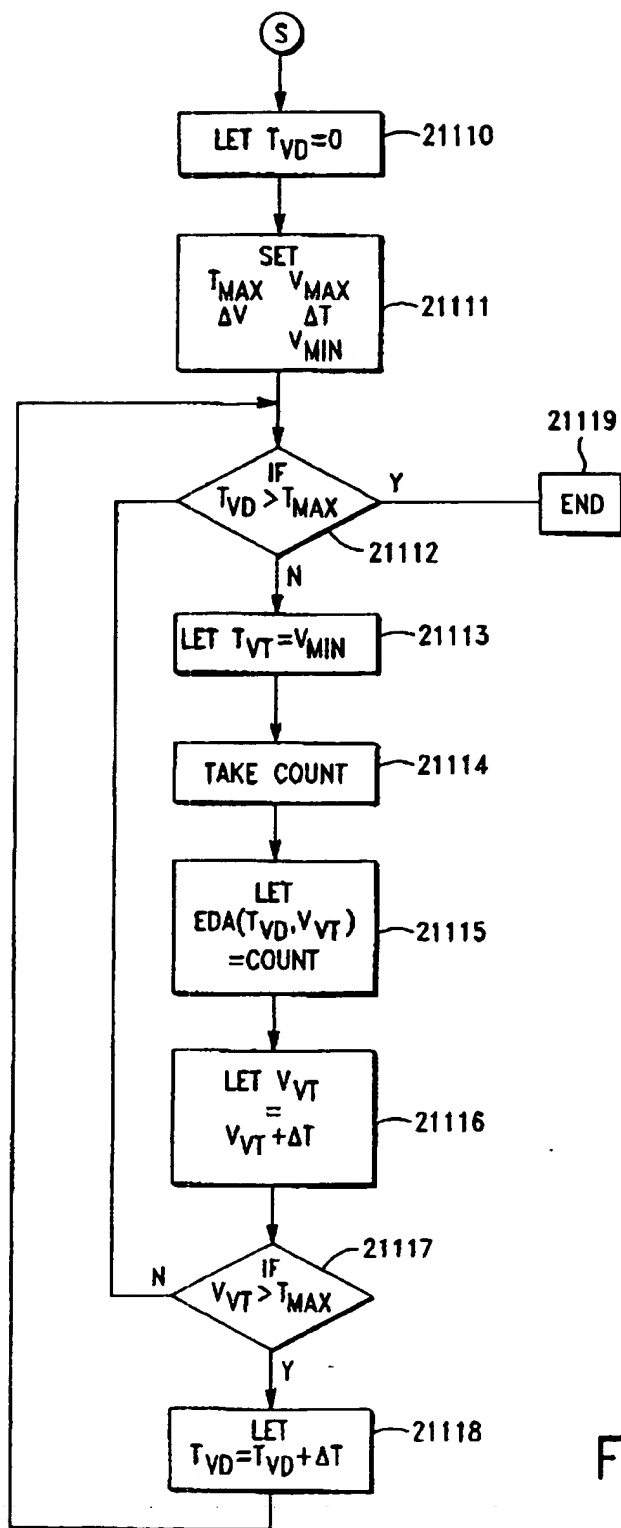 S
LET T_VD=0
21110
SET
T_MAX V_MAX
ΔV ΔT
V_MIN
21111
21119
IF
T_VD > T_MAX
Y
END
21112
N
LET T_VT=V_MIN
21113
TAKE COUNT
21114
LET
EDA(T_VD,V_VT)
=COUNT
21115
LET V_VT
=
V_VT+ΔT
21116
21117
N
IF
V_VT > T_MAX
Y
LET
T_VD=T_VD+ΔT
21118
F